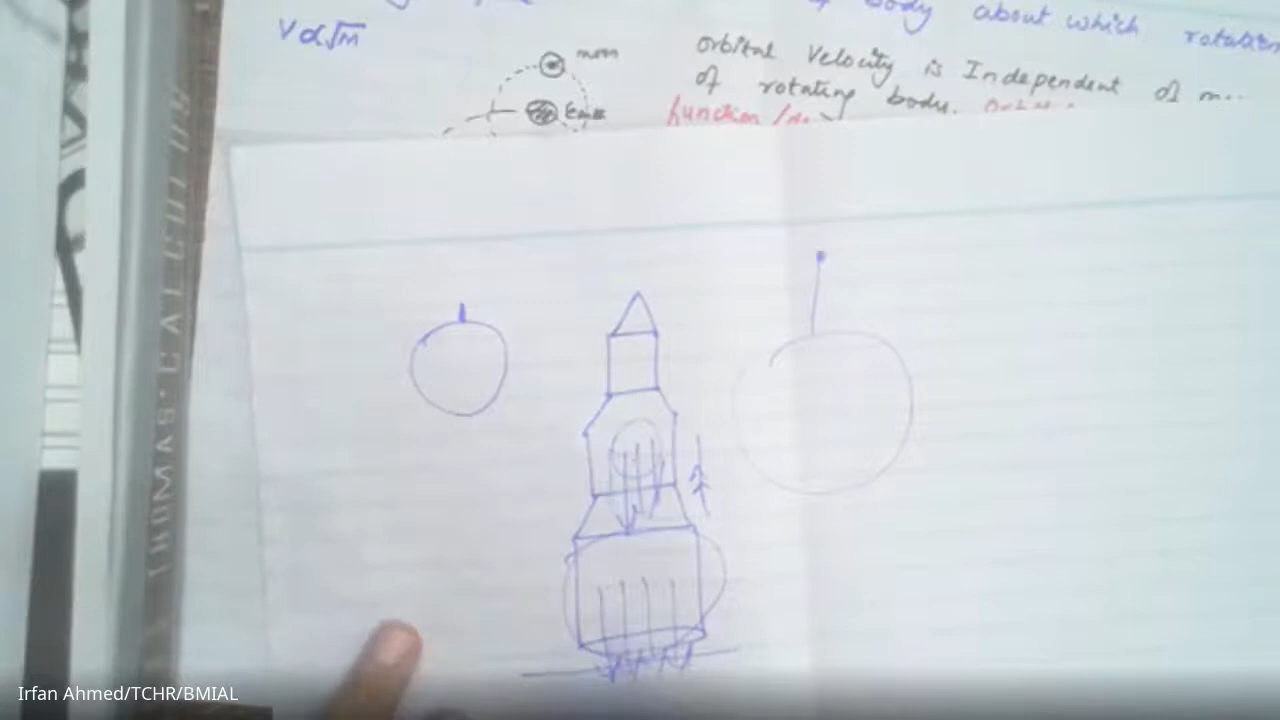 body about which rotation
V α √M
orbital Velocity is Independent of m...
of rotating body.
function
moon
THOMAS' CALCULUS
Irfan Ahmed/TCHR/BMIAL